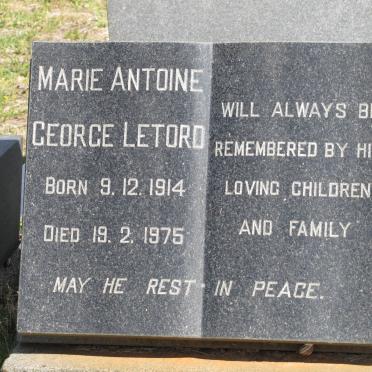 MARIE ANTOINE
GEORGE LETORD
BORN 9.12.1914
DIED 19.2.1975
WILL ALWAYS B
REMEMBERED BY HI
LOVING CHILDREN
AND FAMILY
MAY HE REST IN PEACE.